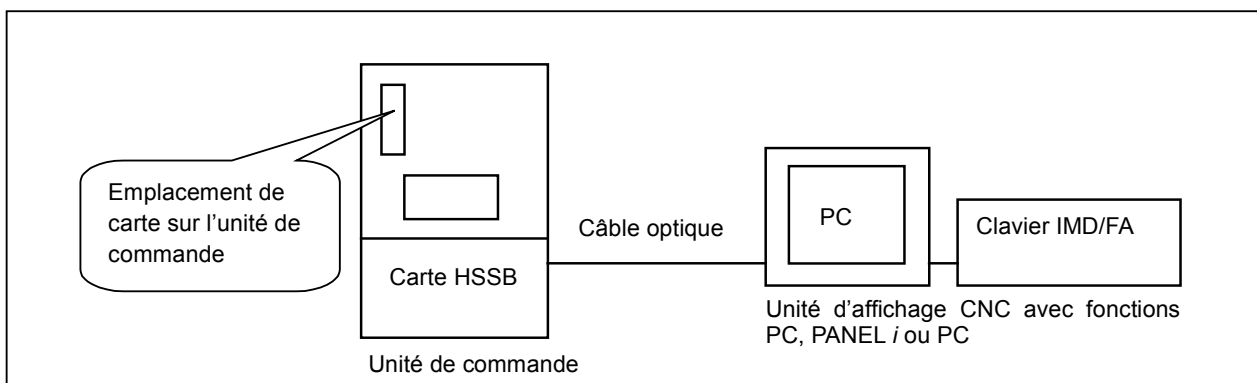 Emplacement de
carte sur l’unité de
commande
Carte HSSB
Unité de commande
Câble optique
PC
Clavier IMD/FA
Unité d’affichage CNC avec fonctions
PC, PANEL i ou PC